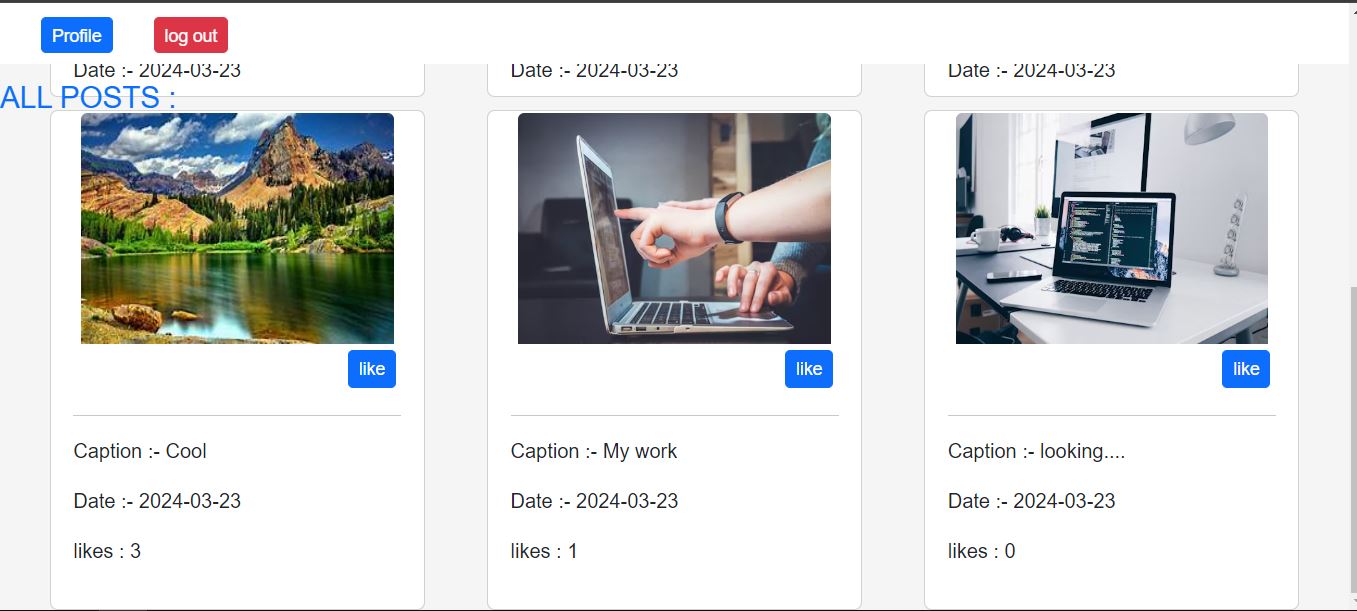 Profile log out
Date :- 2024-03-23 Date :- 2024-03-23 Date :- 2024-03-23
ALL POSTS :
like like like
Caption :- Cool Caption :- My work Caption :- looking....
Date :- 2024-03-23 Date :- 2024-03-23 Date :- 2024-03-23
likes : 3 likes : 1 likes : 0